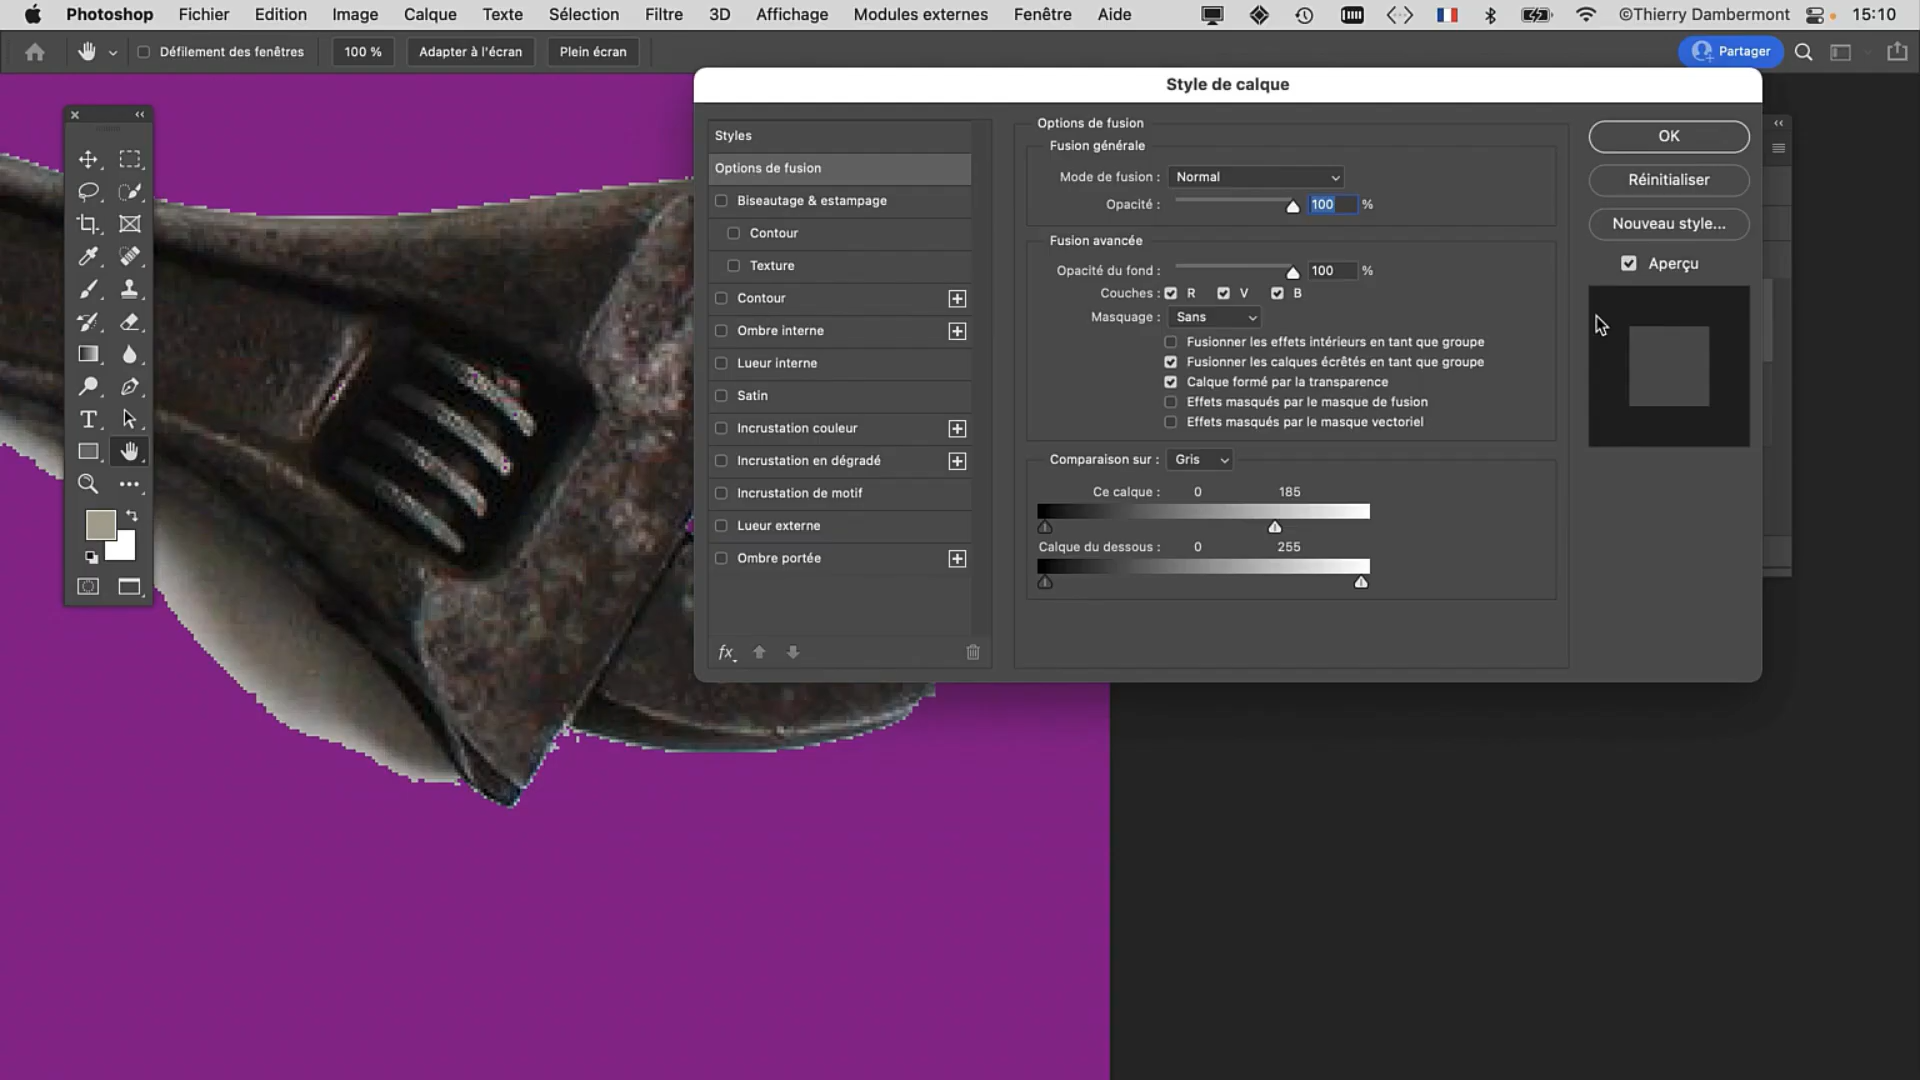 Photoshop Fichier Edition Image Calque Texte Sélection Filtre 3D Affichage Modules externes Fenêtre Aide ©Thierry Dambermont 15:10
Défilement des fenêtres 100 % Adapter à l'écran Plein écran Partager
Style de calque
Styles
Options de fusion
Biseautage & estampage
Contour
Texture
Contour
Ombre interne
Lueur interne
Satin
Incrustation couleur
Incrustation en dégradé
Incrustation de motif
Lueur externe
Ombre portée
fx
Options de fusion
Fusion générale
Mode de fusion : Normal
Opacité : 100 %
Fusion avancée
Opacité du fond : 100 %
Couches : R V B
Masquage : Sans
Fusionner les effets intérieurs en tant que groupe
Fusionner les calques écrêtés en tant que groupe
Calque formé par la transparence
Effets masqués par le masque de fusion
Effets masqués par le masque vectoriel
Comparaison sur : Gris
Ce calque : 0 185
Calque du dessous : 0 255
OK
Réinitialiser
Nouveau style...
Aperçu